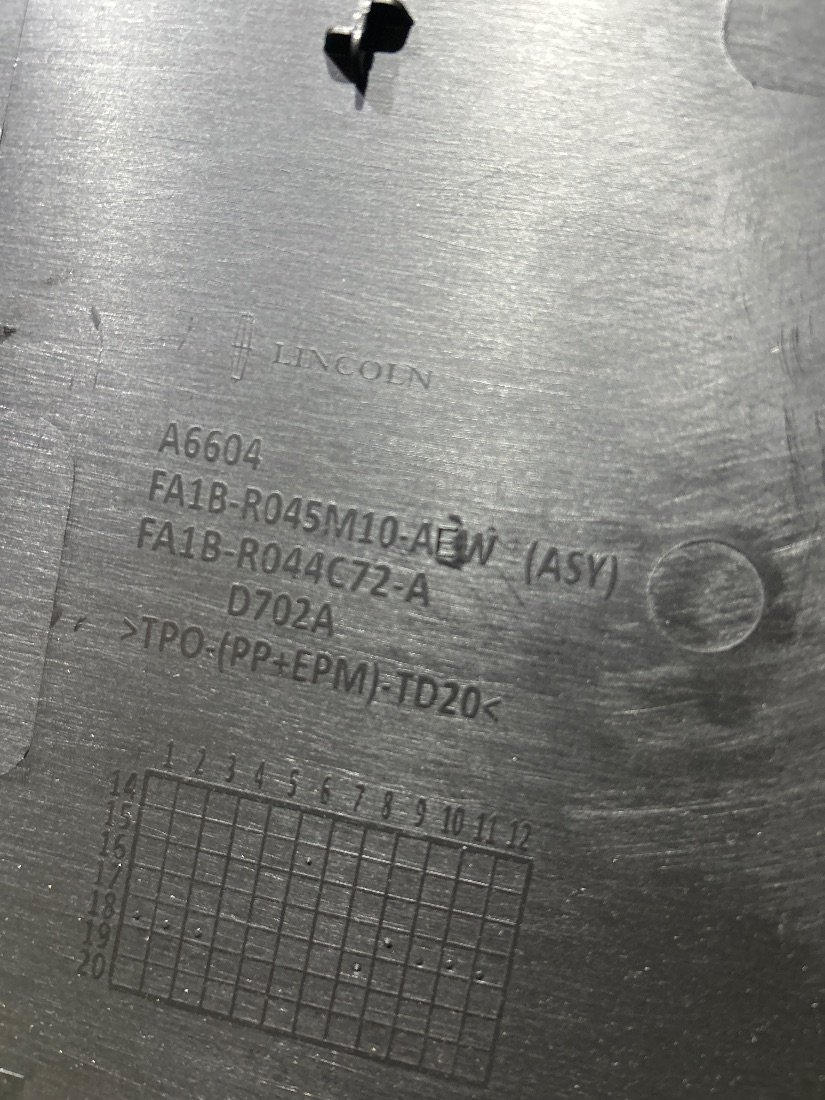 LINCOLN
A6604
FA1B-R045M10-AEW (ASY)
FA1B-R044C72-A
D702A
>TPO-(PP+EPM)-TD20<
1 2 3 4 5 6 7 8 9 10 11 12
14
15
16
17
18
19
20